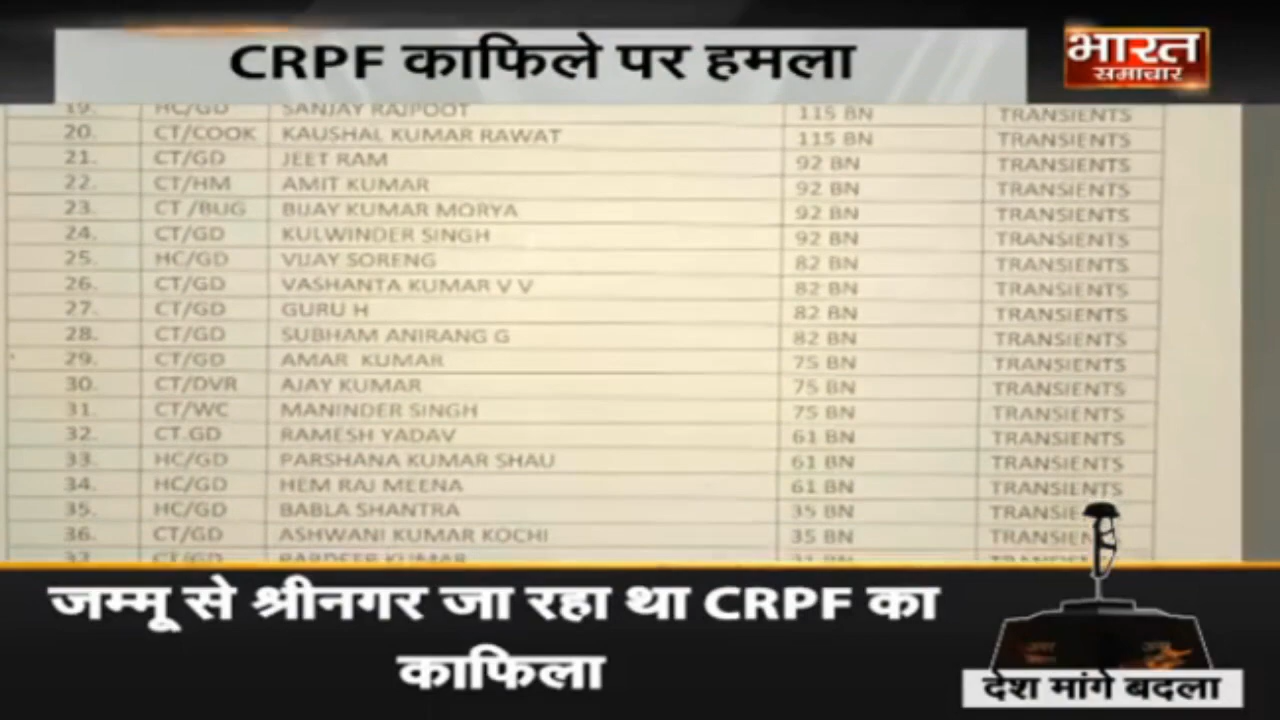 CRPF काफिले पर हमला
भारत
समाचार
19. HC/GD SANJAY RAJPOOT 115 BN TRANSIENTS
20. CT/COOK KAUSHAL KUMAR RAWAT 115 BN TRANSIENTS
21. CT/GD JEET RAM 92 BN TRANSIENTS
22. CT/HM AMIT KUMAR 92 BN TRANSIENTS
23. CT /BUG BIJAY KUMAR MORYA 92 BN TRANSIENTS
24. CT/GD KULWINDER SINGH 92 BN TRANSIENTS
25. HC/GD VIJAY SORENG 82 BN TRANSIENTS
26. CT/GD VASHANTA KUMAR V V 82 BN TRANSIENTS
27. CT/GD GURU H 82 BN TRANSIENTS
28. CT/GD SUBHAM ANIRANG G 82 BN TRANSIENTS
29. CT/GD AMAR KUMAR 75 BN TRANSIENTS
30. CT/DVR AJAY KUMAR 75 BN TRANSIENTS
31. CT/WC MANINDER SINGH 75 BN TRANSIENTS
32. CT.GD RAMESH YADAV 61 BN TRANSIENTS
33. HC/GD PARSHANA KUMAR SHAU 61 BN TRANSIENTS
34. HC/GD HEM RAJ MEENA 61 BN TRANSIENTS
35. HC/GD BABLA SHANTRA 35 BN TRANSIE
36. CT/GD ASHWANI KUMAR KOCHI 35 BN TRANSIEN
जम्मू से श्रीनगर जा रहा था CRPF का
काफिला
देश मांगे बदला